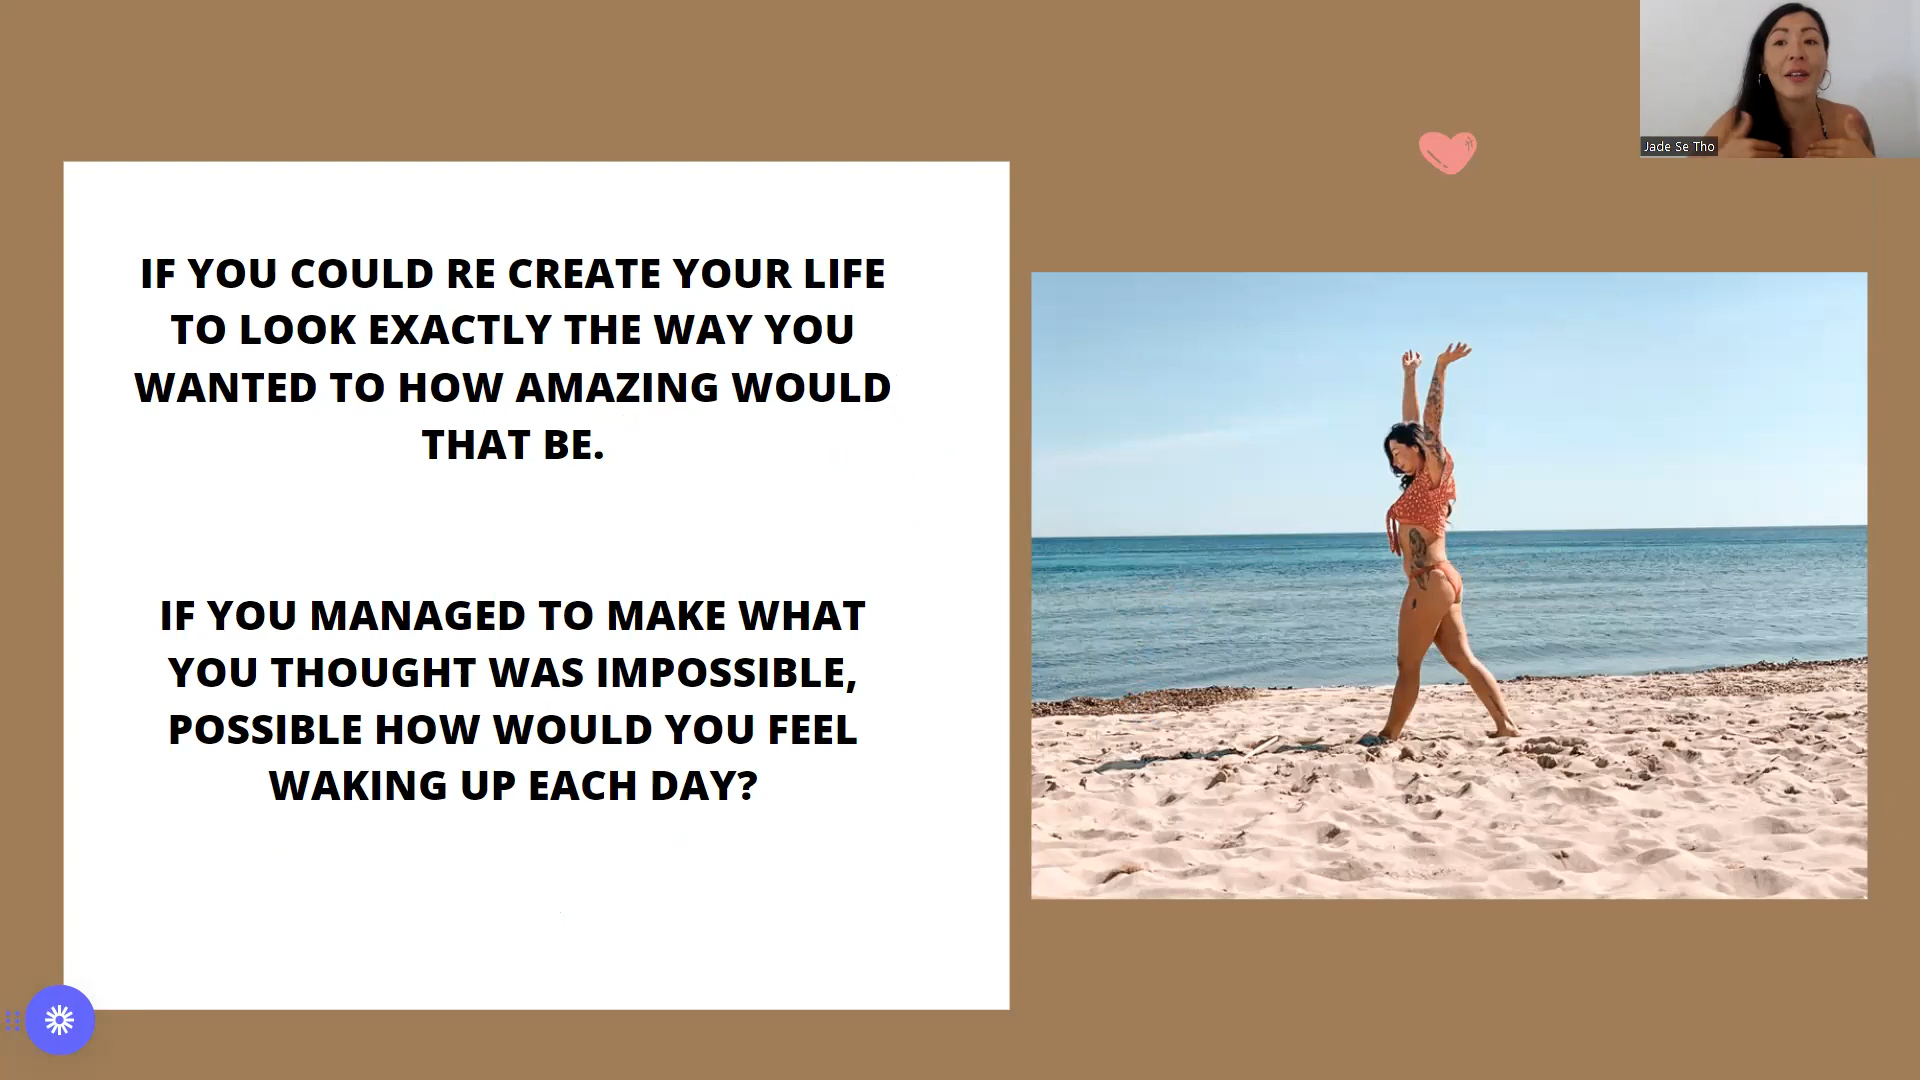 IF YOU COULD RE CREATE YOUR LIFE
TO LOOK EXACTLY THE WAY YOU
WANTED TO HOW AMAZING WOULD
THAT BE.
IF YOU MANAGED TO MAKE WHAT
YOU THOUGHT WAS IMPOSSIBLE,
POSSIBLE HOW WOULD YOU FEEL
WAKING UP EACH DAY?
Jade Se Tho